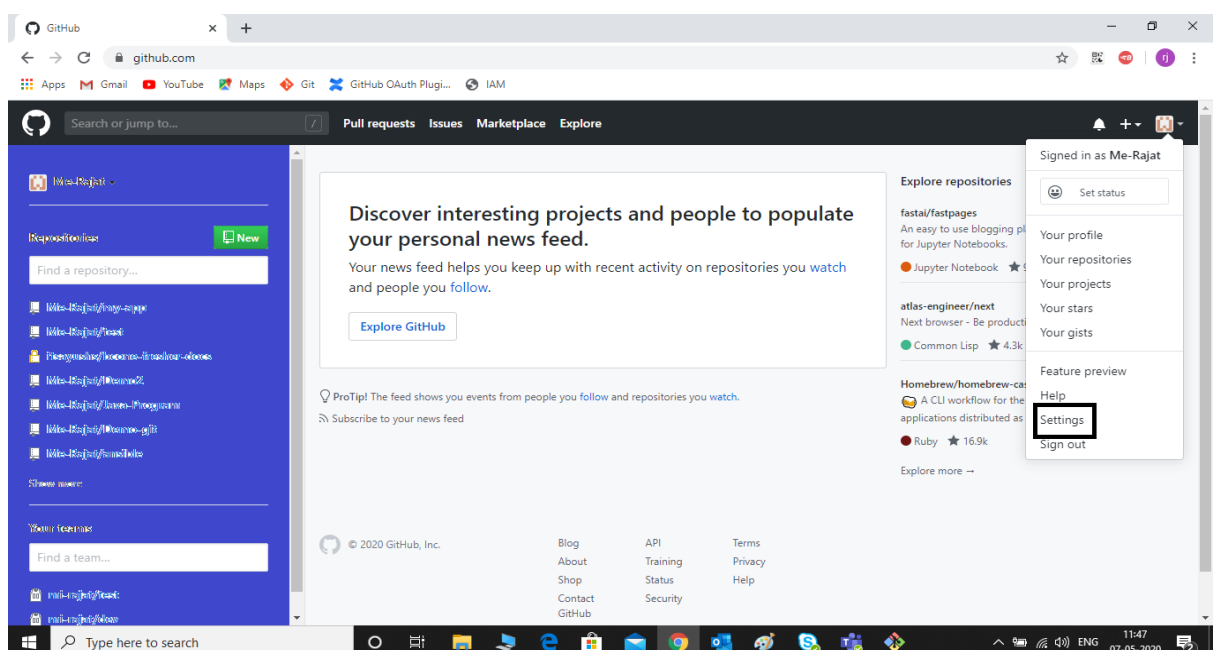 GitHub
github.com
Apps Gmail YouTube Maps Git GitHub OAuth Plugi... IAM
rj
Search or jump to... / Pull requests Issues Marketplace Explore
Me-Rajat
Repositories New
Find a repository...
Me-Rajat/my-app
Me-Rajat/test
Me-Rajat/Demo2
Me-Rajat/Java-Program
Me-Rajat/Demo-git
Me-Rajat/ansible
Show more
Your teams
Find a team...
mi-rajat/test
mi-rajat/dev
Discover interesting projects and people to populate
your personal news feed.
Your news feed helps you keep up with recent activity on repositories you watch
and people you follow.
Explore GitHub
ProTip! The feed shows you events from people you follow and repositories you watch.
Subscribe to your news feed
© 2020 GitHub, Inc.
Blog API Terms
About Training Privacy
Shop Status Help
Contact Security
GitHub
Explore repositories
fastai/fastpages
An easy to use blogging pl
for Jupyter Notebooks.
Jupyter Notebook
atlas-engineer/next
Next browser - Be producti
Common Lisp 4.3k
Homebrew/homebrew-cas
A CLI workflow for the
applications distributed as
Ruby 16.9k
Explore more →
Signed in as Me-Rajat
Set status
Your profile
Your repositories
Your projects
Your stars
Your gists
Feature preview
Help
Settings
Sign out
Type here to search
ENG
11:47
07-05-2020